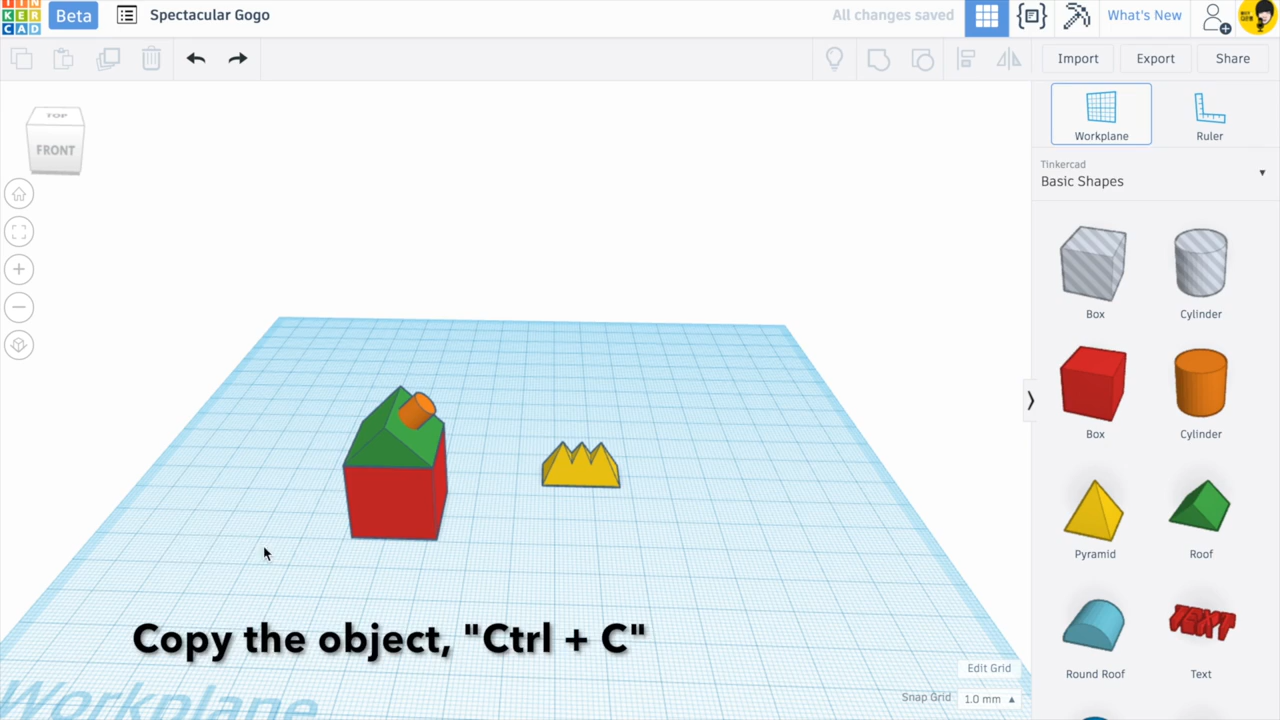 TIN
KER
CAD
Beta
Spectacular Gogo
All changes saved
What's New
Import
Export
Share
TOP
FRONT
Workplane
Ruler
Tinkercad
Basic Shapes
Box
Cylinder
Box
Cylinder
Pyramid
Roof
TEXT
Round Roof
Text
Copy the object, "Ctrl + C"
Edit Grid
Snap Grid
1.0 mm
Workplane